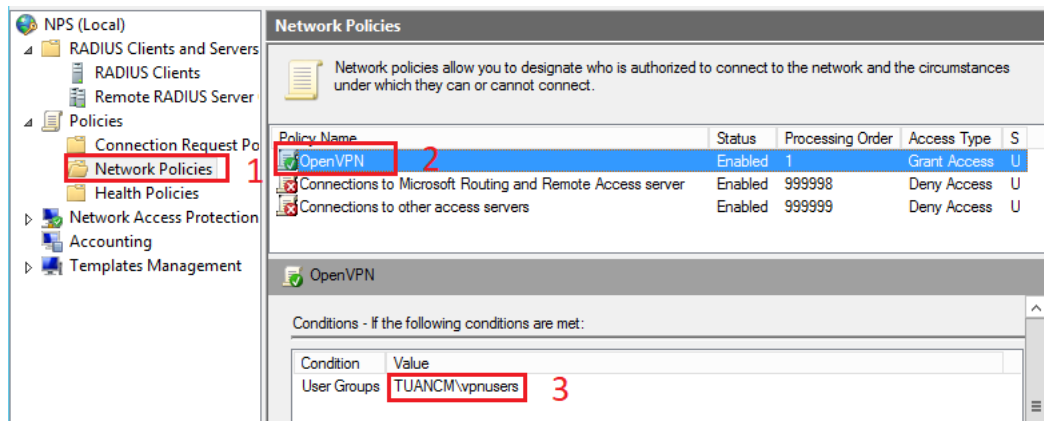 NPS (Local)
RADIUS Clients and Servers
RADIUS Clients
Remote RADIUS Server
Policies
Connection Request Po
Network Policies
1
Health Policies
Network Access Protection
Accounting
Templates Management
Network Policies
Network policies allow you to designate who is authorized to connect to the network and the circumstances
under which they can or cannot connect.
Policy Name Status Processing Order Access Type S
OpenVPN 2 Enabled 1 Grant Access U
Connections to Microsoft Routing and Remote Access server Enabled 999998 Deny Access U
Connections to other access servers Enabled 999999 Deny Access U
OpenVPN
Conditions - If the following conditions are met:
Condition Value
User Groups TUANCM\vpnusers 3